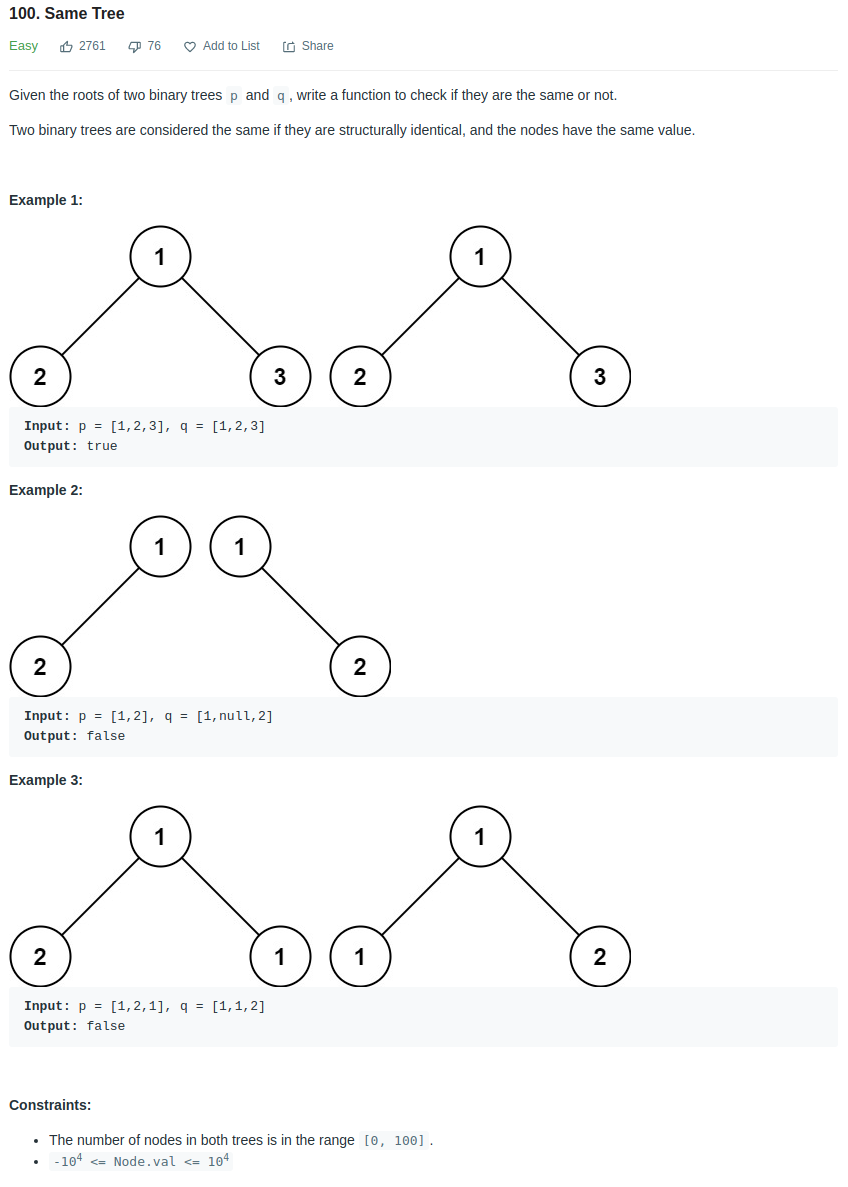 100. Same Tree
Easy 2761 76 Add to List Share
Given the roots of two binary trees p and q , write a function to check if they are the same or not.
Two binary trees are considered the same if they are structurally identical, and the nodes have the same value.
Example 1:
1 1
2 3 2 3
Input: p = [1,2,3], q = [1,2,3]
Output: true
Example 2:
1 1
2 2
Input: p = [1,2], q = [1,null,2]
Output: false
Example 3:
1 1
2 1 1 2
Input: p = [1,2,1], q = [1,1,2]
Output: false
Constraints:
• The number of nodes in both trees is in the range [0, 100] .
• -10⁴ <= Node.val <= 10⁴